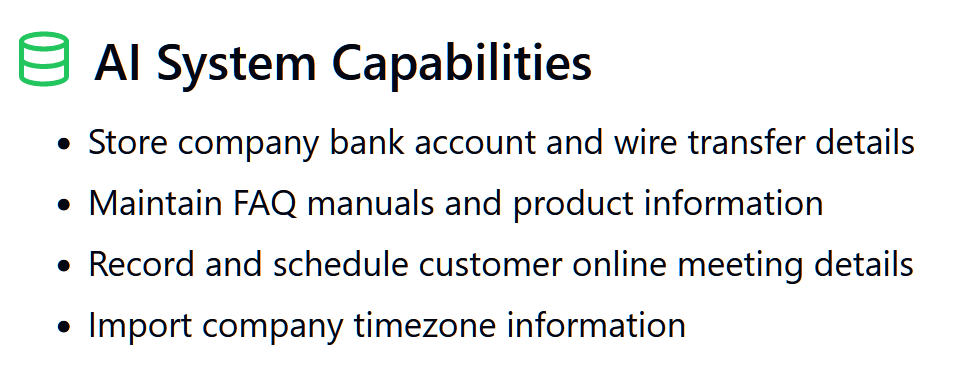 AI System Capabilities
• Store company bank account and wire transfer details
• Maintain FAQ manuals and product information
• Record and schedule customer online meeting details
• Import company timezone information